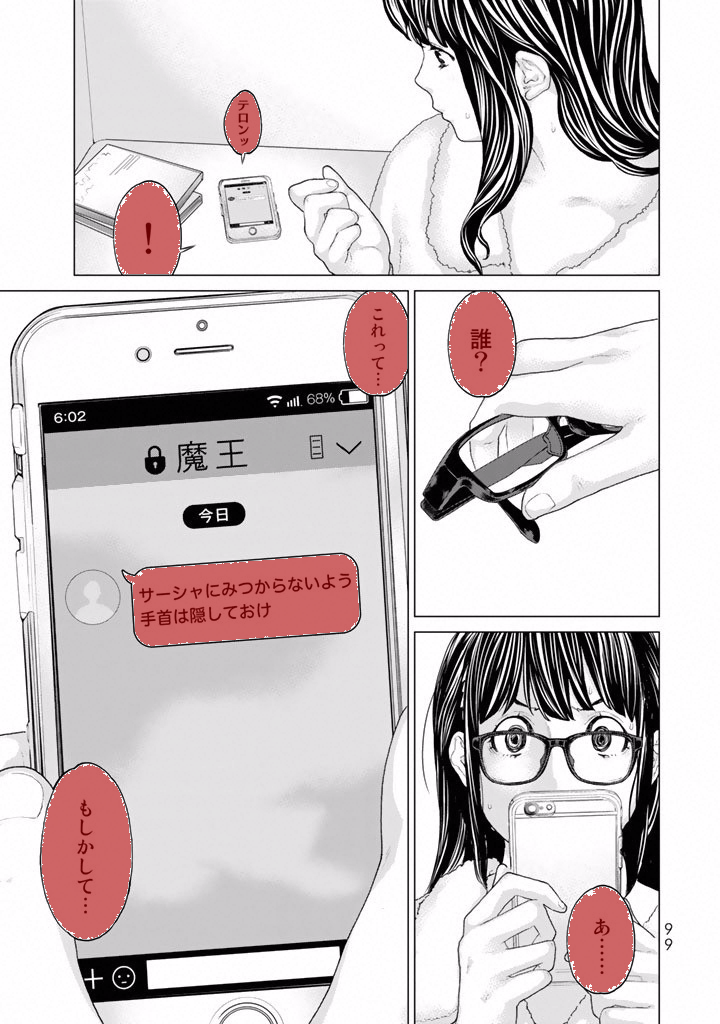 テロンッ
！
誰？
これって…
6:02
68%
魔王
今日
サーシャにみつからないよう
手首は隠しておけ
もしかして…
あ……
99